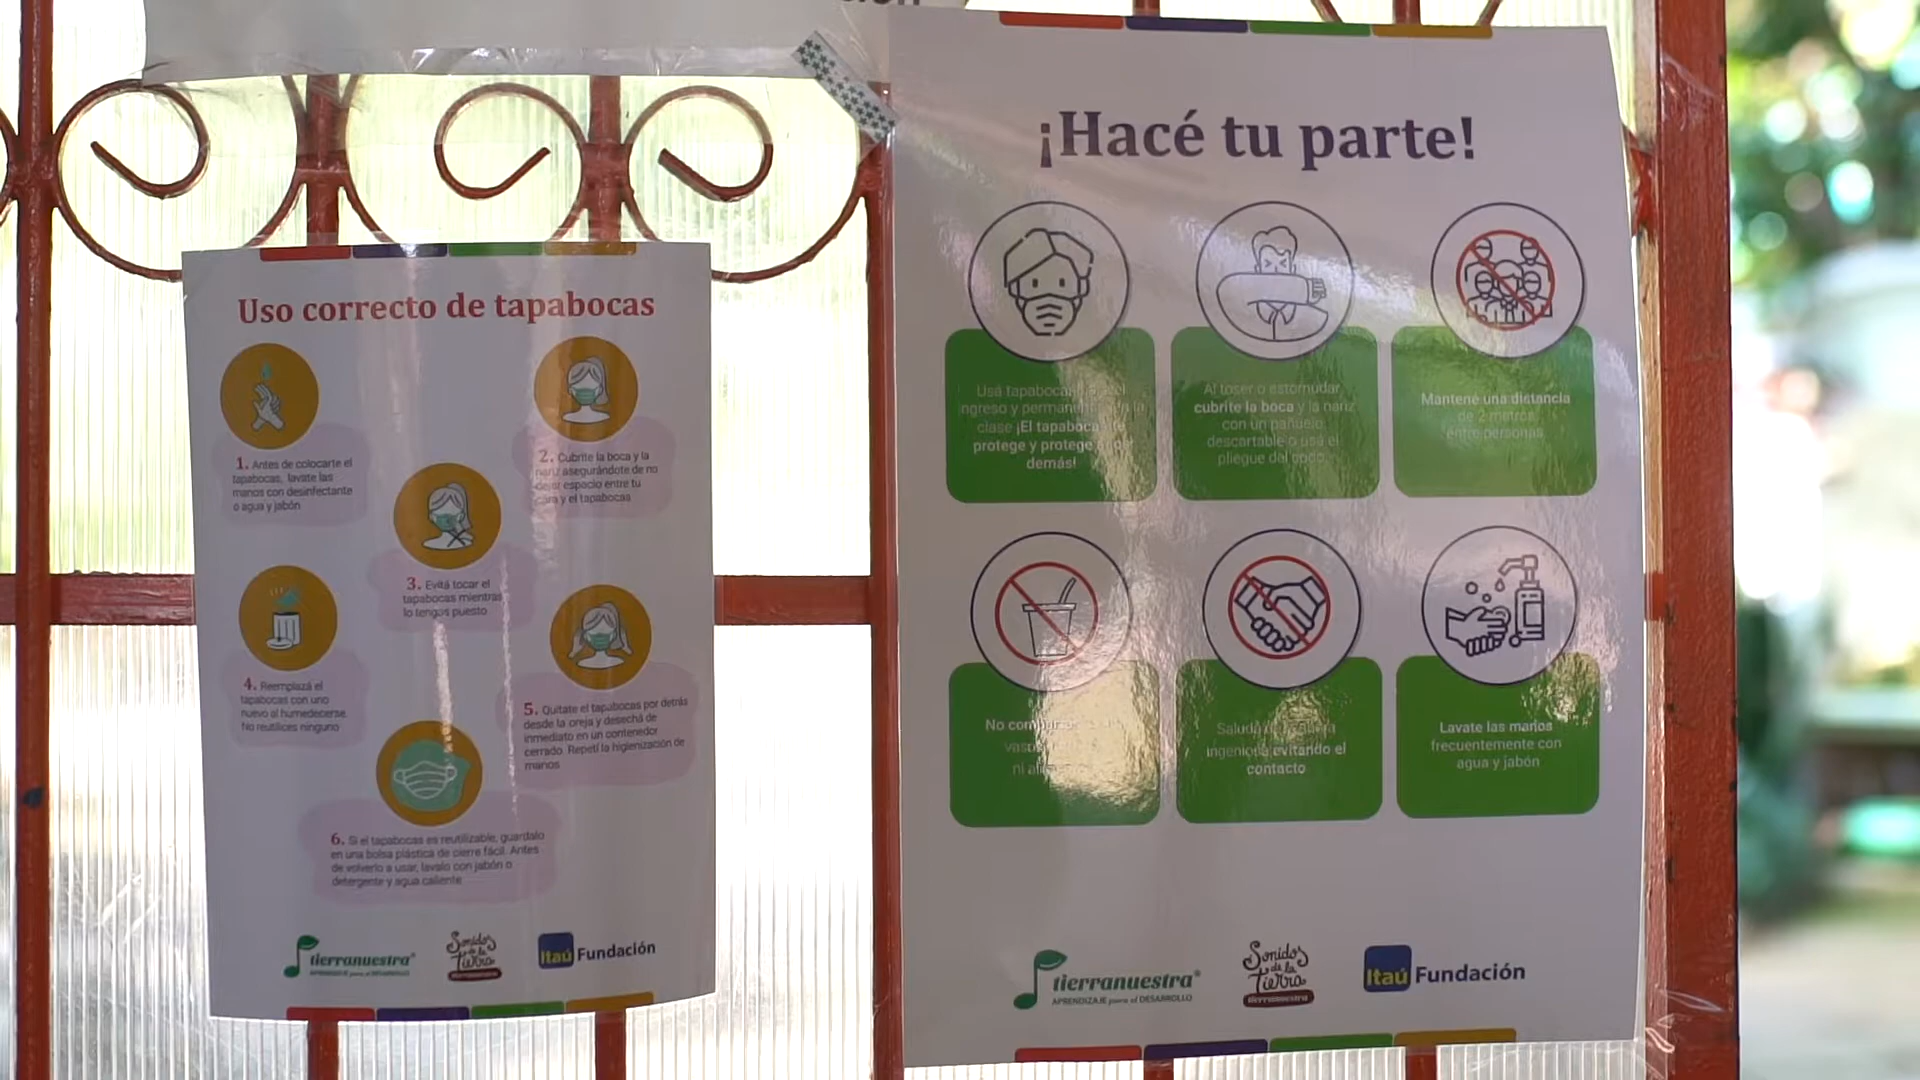 Uso correcto de tapabocas
1. Antes de colocarte el
tapabocas, lavate las
manos con desinfectante
o agua y jabón
2. Cubrite la boca y la
nariz asegurándote de no
dejar espacio entre tu
cara y el tapabocas
3. Evitá tocar el
tapabocas mientras
lo tengas puesto
4. Reemplazá el
tapabocas con uno
nuevo al humedecerse.
No reutilices ninguno
5. Quitate el tapabocas por detrás
desde la oreja y desechá de
inmediato en un contenedor
cerrado. Repetí la higienización de
manos
6. Si el tapabocas es reutilizable, guardalo
en una bolsa plástica de cierre fácil. Antes
de volverlo a usar, lavalo con jabón o
detergente y agua caliente
tierranuestra®
APRENDIZAJE para el DESARROLLO
Sonidos
de la
Tierra
tierranuestra
Itaú Fundación
¡Hacé tu parte!
Usá tapabocas el
ingreso y la
clase ¡El tapaboca te
protege y protege
demás!
Al toser o estornudar,
cubrite la boca y la nariz
con un pañuelo
descartable o usá el
pliegue del codo.
Mantené una distancia
de 2 metros
entre personas.
No
vasos
ni
Saludá
ingeniosa evitando el
contacto
Lavate las manos
frecuentemente con
agua y jabón
tierranuestra®
APRENDIZAJE para el DESARROLLO
Sonidos
de la
Tierra
tierranuestra
Itaú Fundación